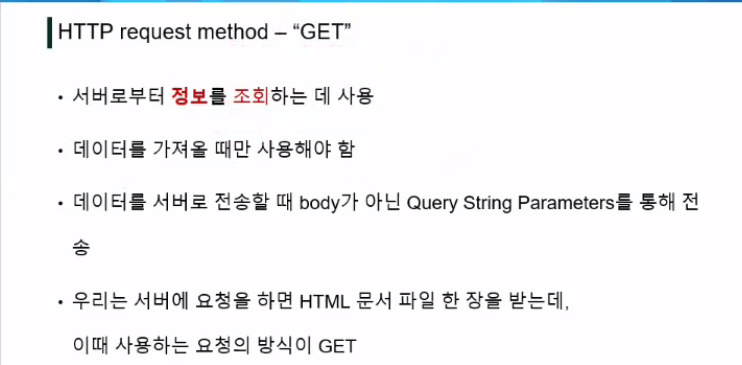 HTTP request method – “GET”
• 서버로부터 정보를 조회하는 데 사용
• 데이터를 가져올 때만 사용해야 함
• 데이터를 서버로 전송할 때 body가 아닌 Query String Parameters를 통해 전
송
• 우리는 서버에 요청을 하면 HTML 문서 파일 한 장을 받는데,
이때 사용하는 요청의 방식이 GET